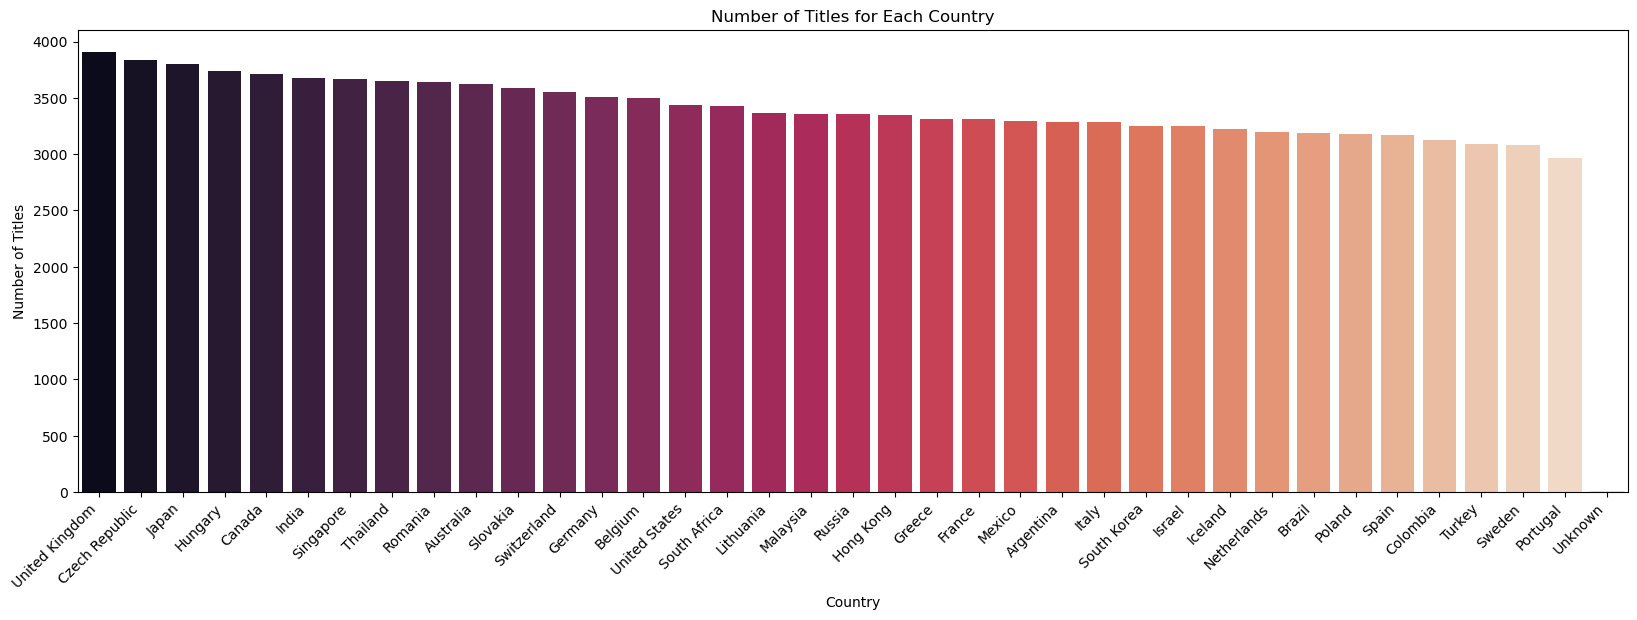 Number of Titles for Each Country
Number of Titles
4000
3500
3000
2500
2000
1500
1000
500
0
United Kingdom
Czech Republic
Japan
Hungary
Canada
India
Singapore
Thailand
Romania
Australia
Slovakia
Switzerland
Germany
Belgium
United States
South Africa
Lithuania
Malaysia
Russia
Hong Kong
Greece
France
Mexico
Argentina
Italy
South Korea
Israel
Iceland
Netherlands
Brazil
Poland
Spain
Colombia
Turkey
Sweden
Portugal
Unknown
Country